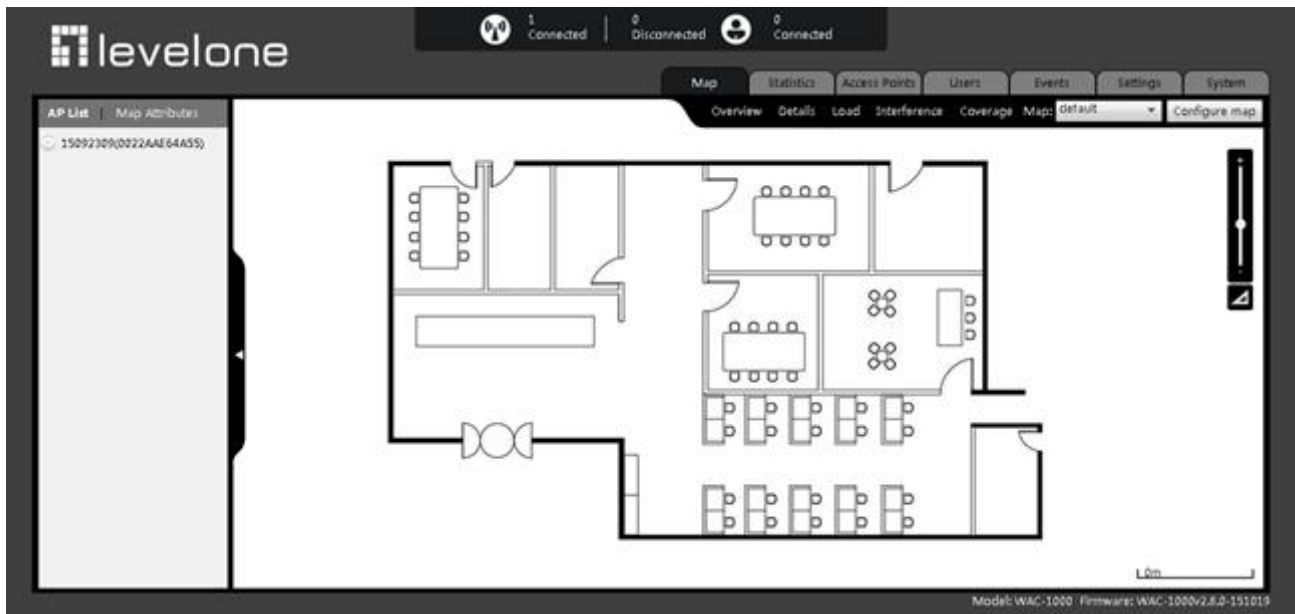 levelone
1 Connected 0 Disconnected 0 Connected
Map Statistics Access Points Users Events Settings System
AP List | Map Attributes
Overview Details Load Interference Coverage Map: default Configure map
15092309(0022AAE64A55)
0m
Model: WAC-1000 Firmware: WAC-1000v2.8.0-151019